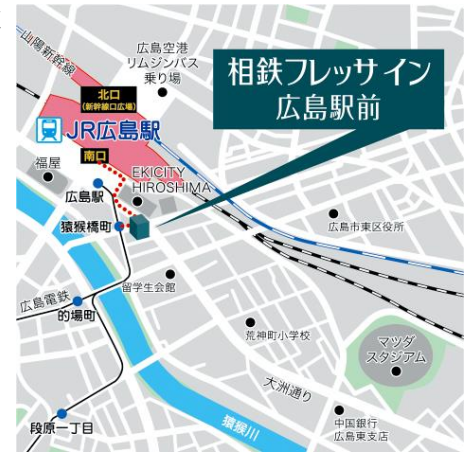 山陽新幹線
広島空港
リムジンバス
乗り場
相鉄フレッサイン
広島駅前
北口
(新幹線口広場)
JR広島駅
南口
福屋
EKICITY
HIROSHIMA
広島駅
猿猴橋町
広島市東区役所
留学生会館
広島電鉄
的場町
荒神町小学校
マツダ
スタジアム
大洲通り
猿猴川
段原一丁目
中国銀行
広島東支店